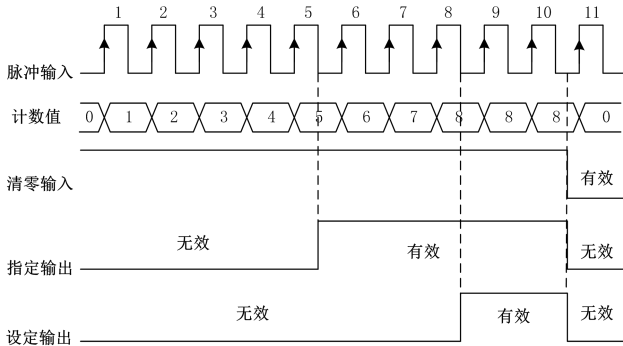 1 2 3 4 5 6 7 8 9 10 11
脉冲输入
计数值 0 1 2 3 4 5 6 7 8 8 8 0
清零输入 有效
指定输出 无效 有效 无效
设定输出 无效 有效 无效